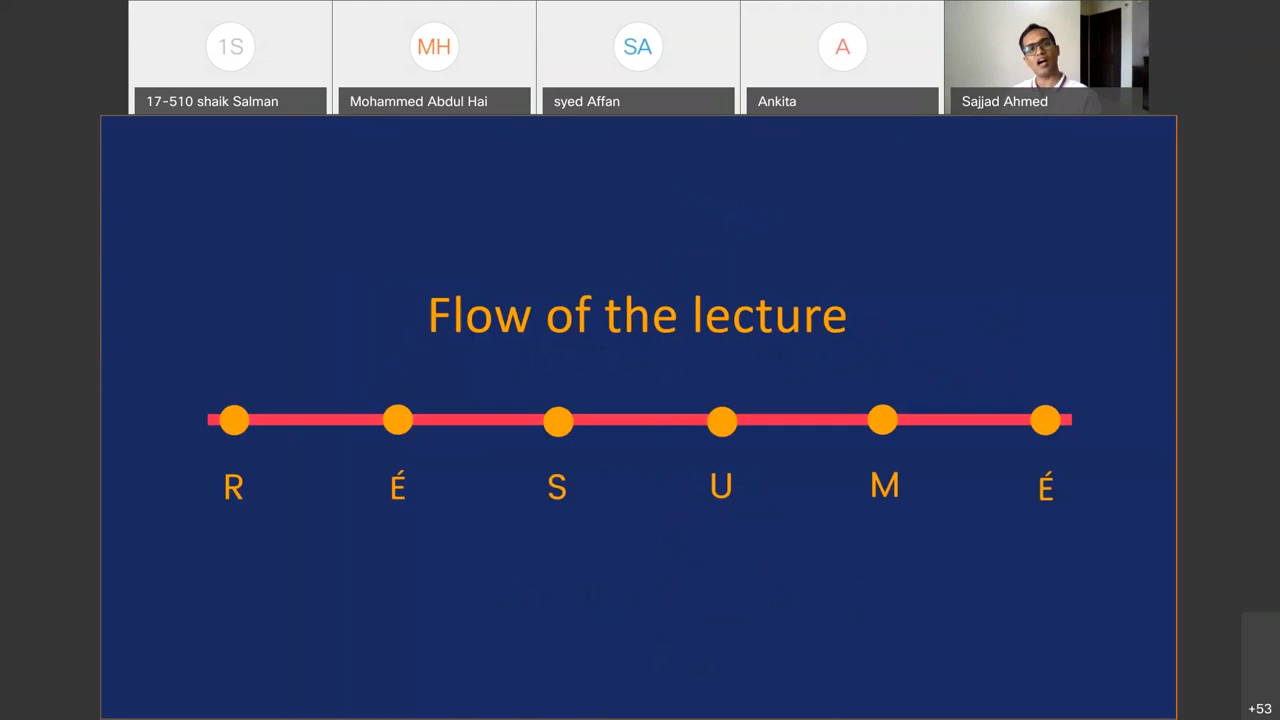 1S
MH
SA
A
17-510 shaik Salman
Mohammed Abdul Hai
syed Affan
Ankita
Sajjad Ahmed
Flow of the lecture
R É S U M É
+53